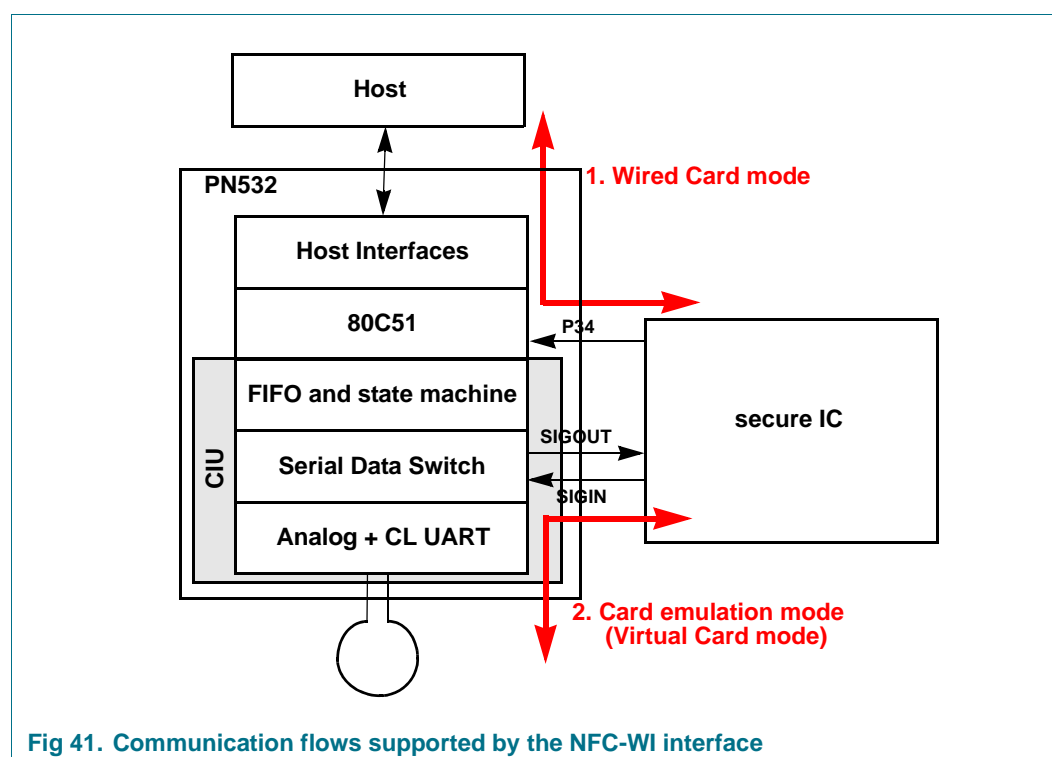 Host
1. Wired Card mode
PN532
Host Interfaces
80C51
P34
FIFO and state machine
secure IC
SIGOUT
CIU
Serial Data Switch
SIGIN
Analog + CL UART
2. Card emulation mode
(Virtual Card mode)
Fig 41. Communication flows supported by the NFC-WI interface